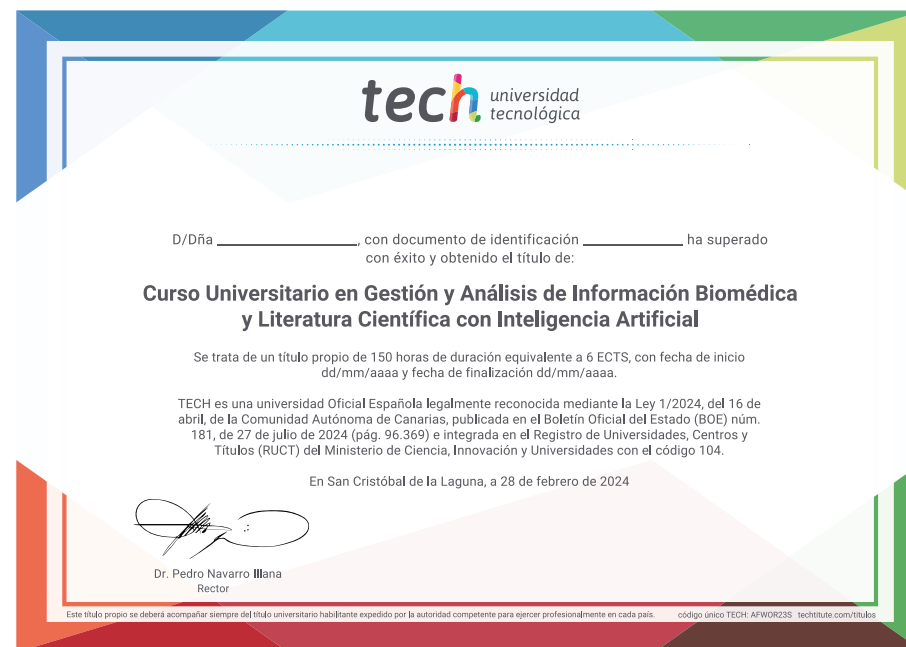 tech universidad
tecnológica
D/Dña ____________________, con documento de identificación ______________ ha superado
con éxito y obtenido el título de:
Curso Universitario en Gestión y Análisis de Información Biomédica
y Literatura Científica con Inteligencia Artificial
Se trata de un título propio de 150 horas de duración equivalente a 6 ECTS, con fecha de inicio
dd/mm/aaaa y fecha de finalización dd/mm/aaaa.
TECH es una universidad Oficial Española legalmente reconocida mediante la Ley 1/2024, del 16 de
abril, de la Comunidad Autónoma de Canarias, publicada en el Boletín Oficial del Estado (BOE) núm.
181, de 27 de julio de 2024 (pág. 96.369) e integrada en el Registro de Universidades, Centros y
Títulos (RUCT) del Ministerio de Ciencia, Innovación y Universidades con el código 104.
En San Cristóbal de la Laguna, a 28 de febrero de 2024
Dr. Pedro Navarro Illana
Rector
Este título propio se deberá acompañar siempre del título universitario habilitante expedido por la autoridad competente para ejercer profesionalmente en cada país. código único TECH: AFWOR23S techtitute.com/titulos